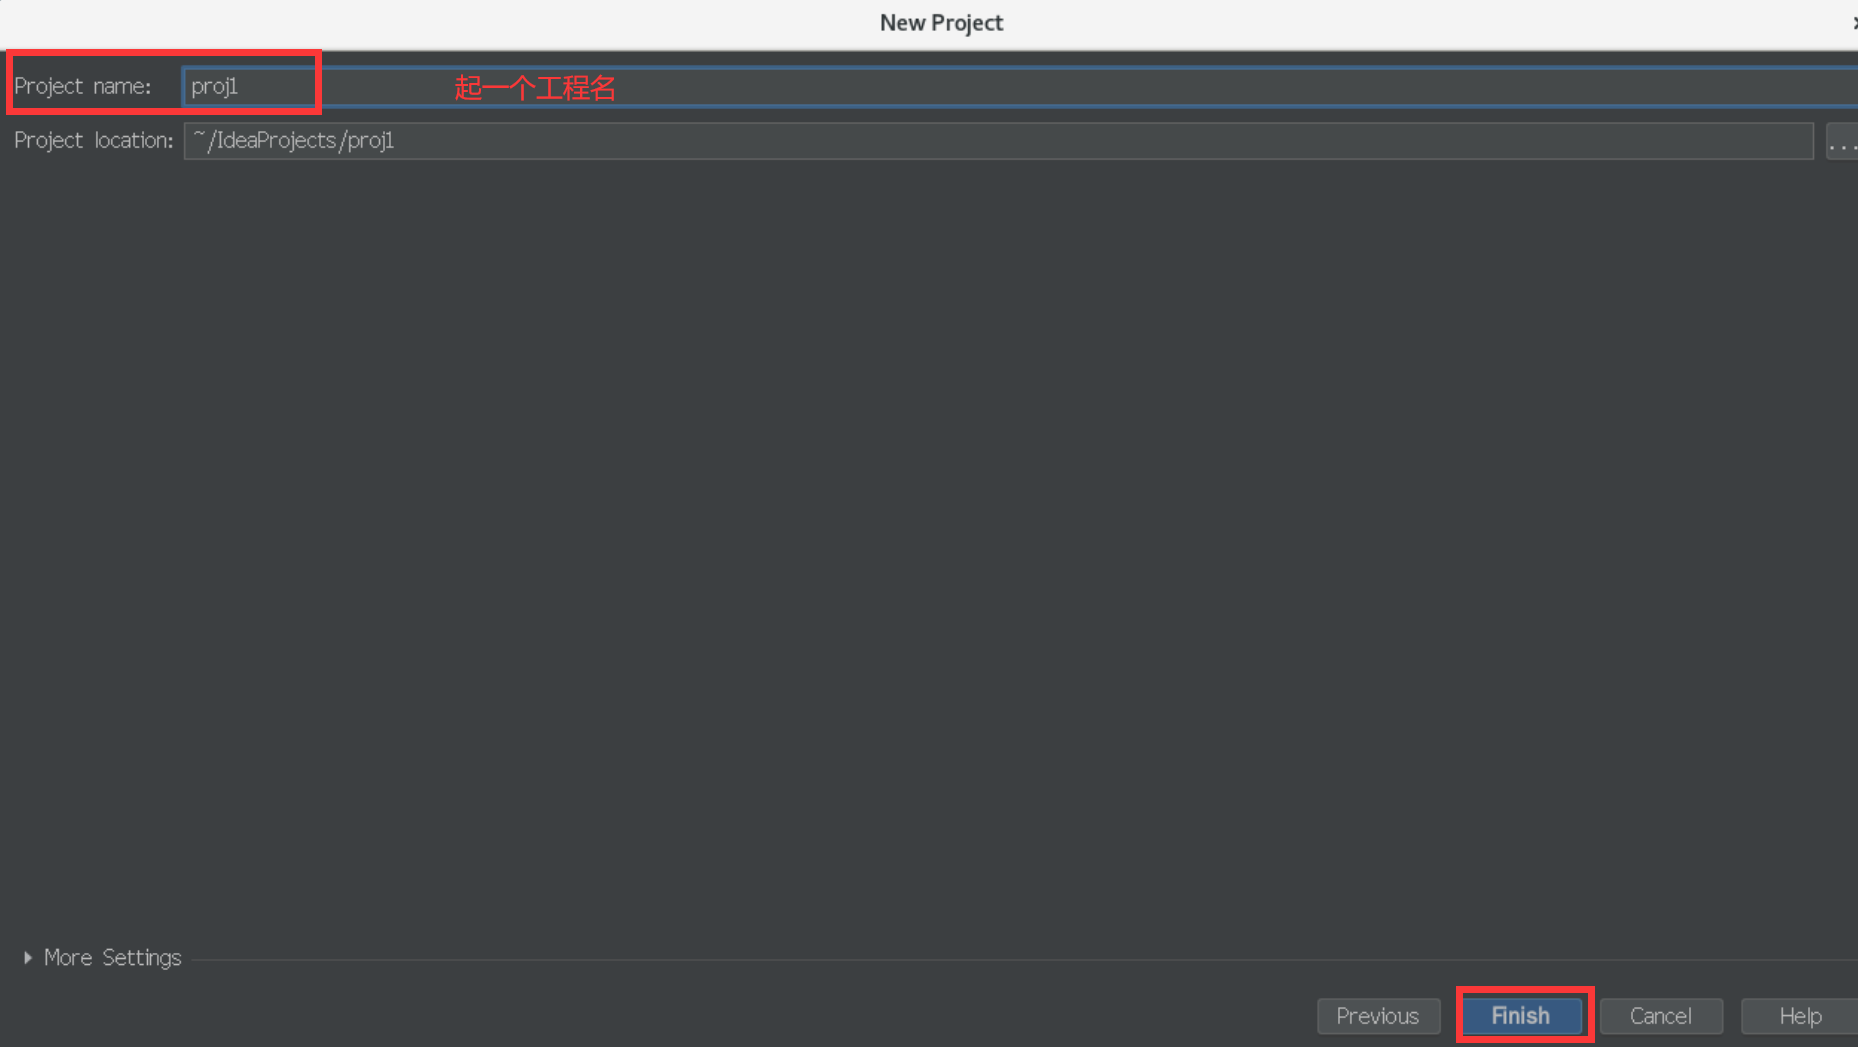 New Project
Project name: proj1 起一个工程名
Project location: ~/IdeaProjects/proj1 ...
More Settings
Previous Finish Cancel Help